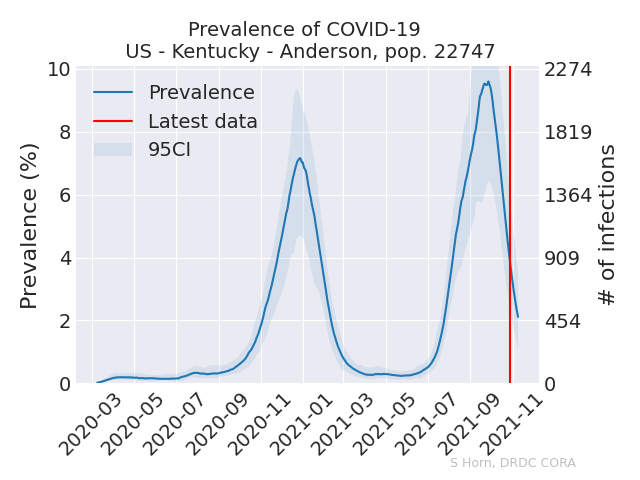 Prevalence of COVID-19
US - Kentucky - Anderson, pop. 22747
Prevalence
Latest data
95CI
Prevalence (%)
10
8
6
4
2
0
2274
1819
1364
909
454
0
# of infections
2020-03
2020-05
2020-07
2020-09
2020-11
2021-01
2021-03
2021-05
2021-07
2021-09
2021-11
S Horn, DRDC CORA